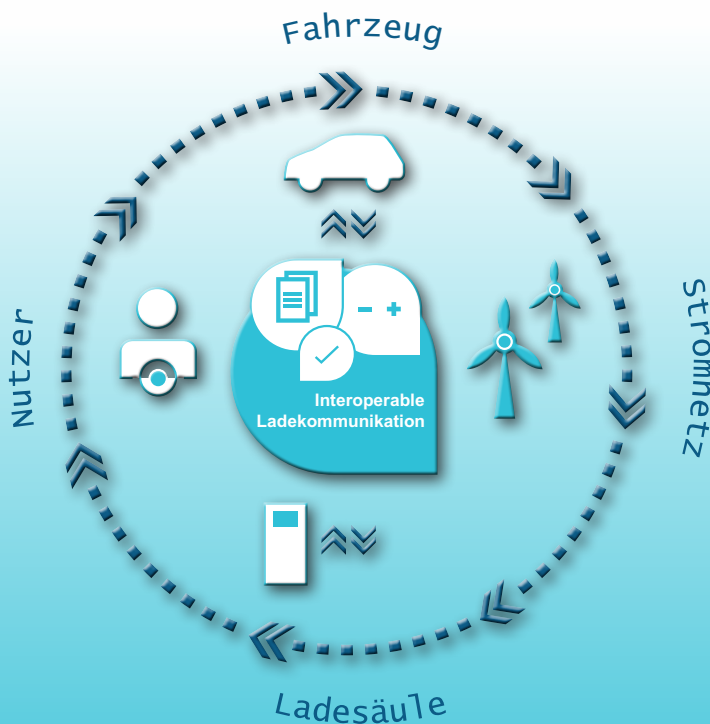 Fahrzeug
Nutzer
Stromnetz
Interoperable
Ladekommunikation
Ladesäule